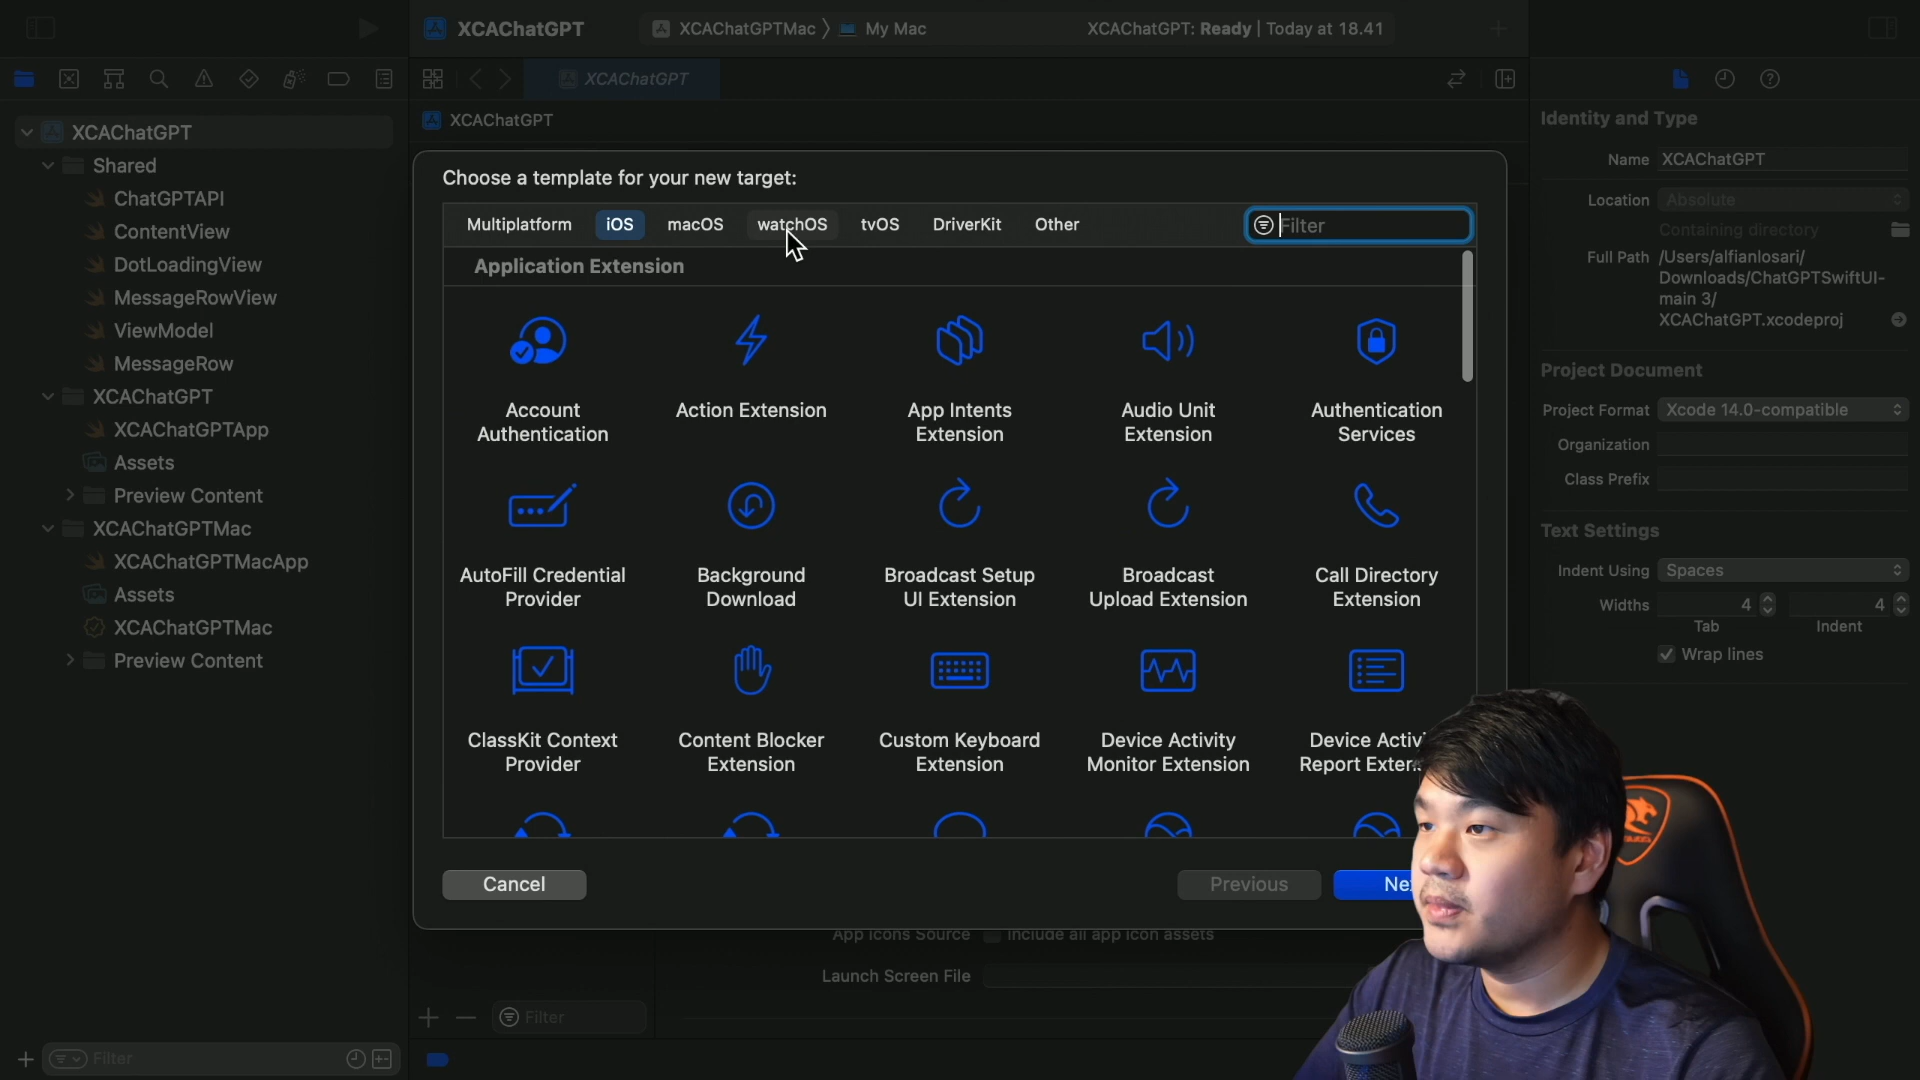 XCAChatGPT
XCAChatGPTMac
My Mac
XCAChatGPT: Ready | Today at 18.41
XCAChatGPT
XCAChatGPT
XCAChatGPT
Shared
ChatGPTAPI
ContentView
DotLoadingView
MessageRowView
ViewModel
MessageRow
XCAChatGPT
XCAChatGPTApp
Assets
Preview Content
XCAChatGPTMac
XCAChatGPTMacApp
Assets
XCAChatGPTMac
Preview Content
Filter
Choose a template for your new target:
Multiplatform
iOS
macOS
watchOS
tvOS
DriverKit
Other
Filter
Application Extension
Account
Authentication
Action Extension
App Intents
Extension
Audio Unit
Extension
Authentication
Services
AutoFill Credential
Provider
Background
Download
Broadcast Setup
UI Extension
Broadcast
Upload Extension
Call Directory
Extension
ClassKit Context
Provider
Content Blocker
Extension
Custom Keyboard
Extension
Device Activity
Monitor Extension
Device
Report
Cancel
Previous
App Icons Source
Include all app icon assets
Launch Screen File
Filter
Identity and Type
Name
XCAChatGPT
Location
Absolute
Containing directory
Full Path
/Users/alfianlosari/
Downloads/ChatGPTSwiftUI-
main 3/
XCAChatGPT.xcodeproj
Project Document
Project Format
Xcode 14.0-compatible
Organization
Class Prefix
Text Settings
Indent Using
Spaces
Widths
4
4
Tab
Indent
Wrap lines